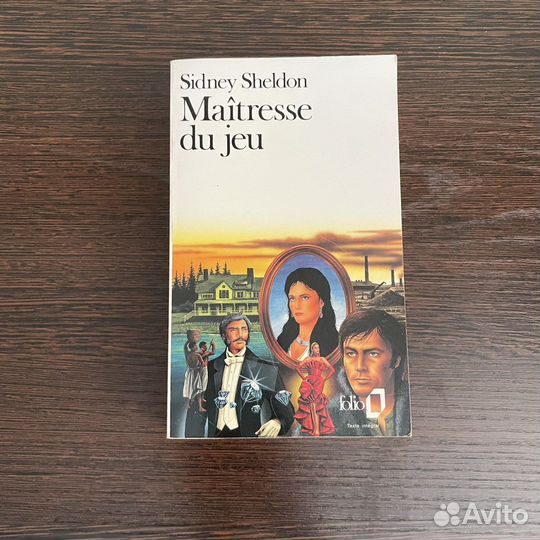 Sidney Sheldon
Maîtresse
du jeu
folio
Texte intégral
Avito